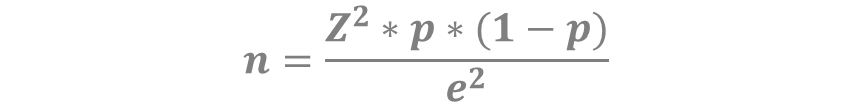 n = Z² * p * (1 − p) / e²